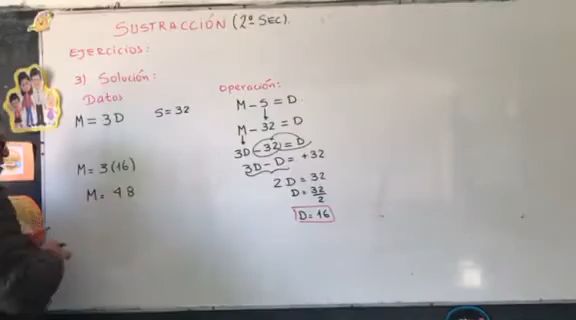 SUSTRACCIÓN (2º SEC).
EJERCICIOS:
3) Solución:
Datos
M = 3D S = 32
M = 3(16)
M = 48
operación:
M - S = D
M - 32 = D
3D - 32 = D
3D - D = +32
2D = 32
D = 32/2
D = 16